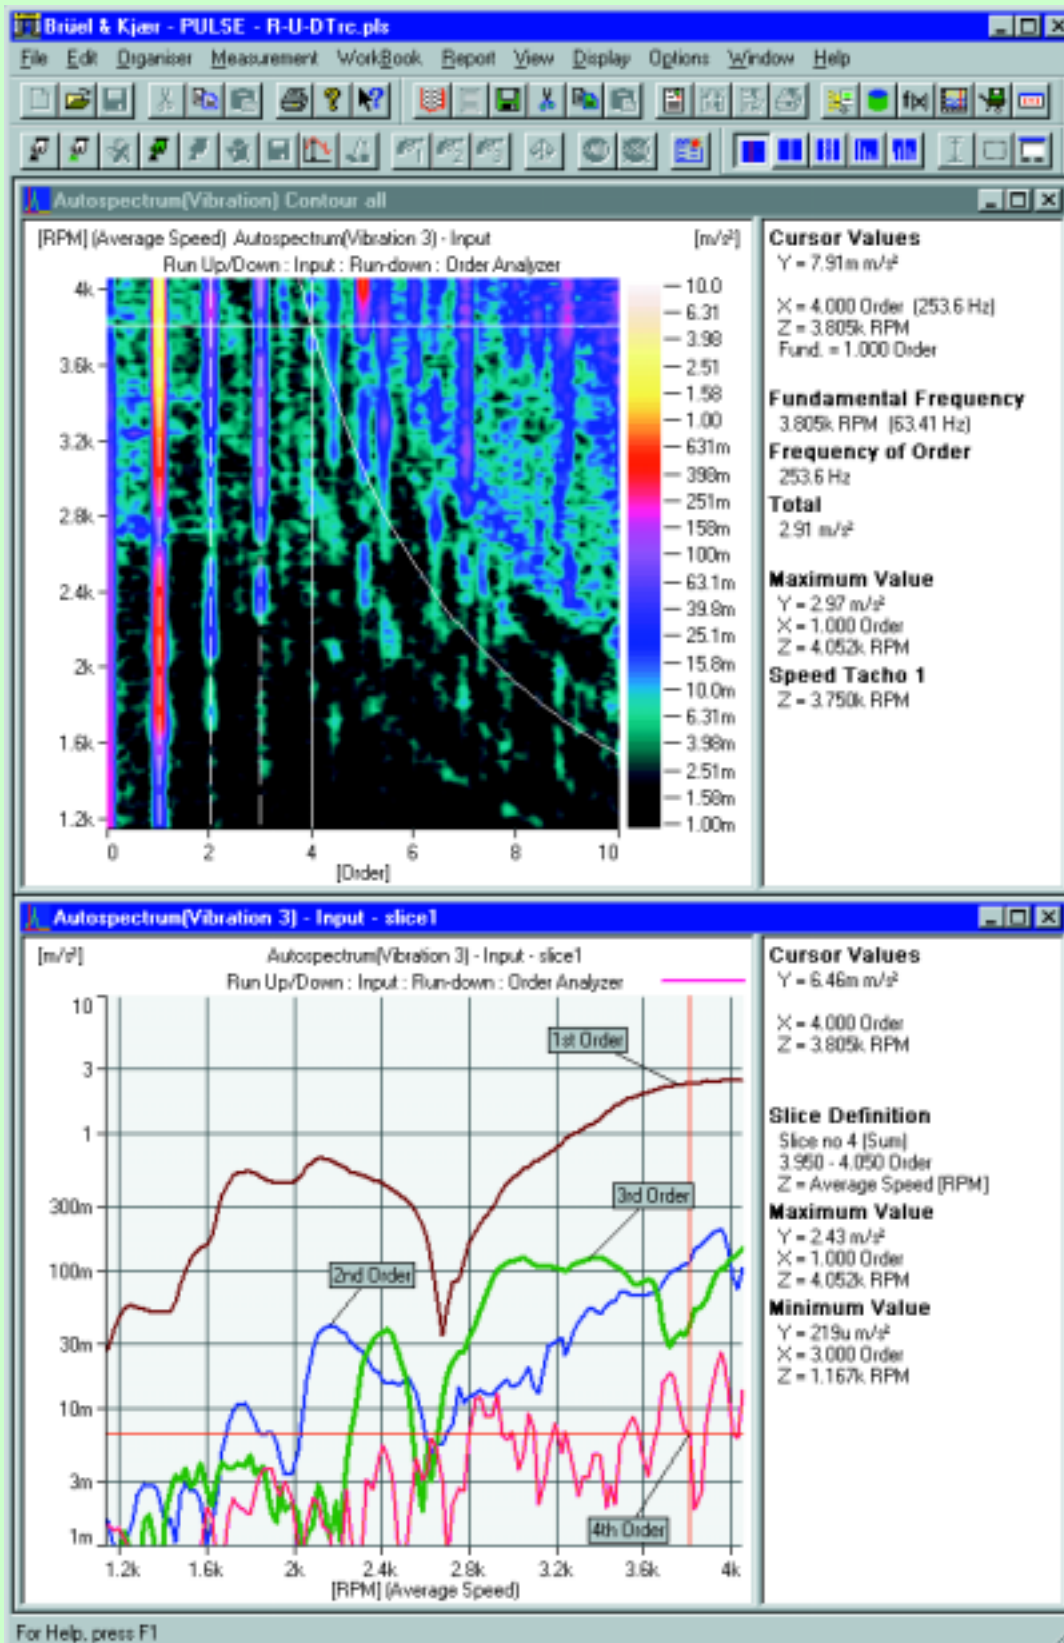 Brüel & Kjær - PULSE - R-U-DTrc.pls
File Edit Organiser Measurement WorkBook Report View Display Options Window Help
Autospectrum(Vibration) Contour all
[RPM] (Average Speed) Autospectrum(Vibration 3) - Input [m/s²]
Run Up/Down : Input : Run-down : Order Analyzer
4k
3.6k
3.2k
2.8k
2.4k
2k
1.6k
1.2k
0 2 4 6 8 10
[Order]
10.0
6.31
3.98
2.51
1.58
1.00
631m
398m
251m
158m
100m
63.1m
39.8m
25.1m
15.8m
10.0m
6.31m
3.98m
2.51m
1.58m
1.00m
Cursor Values
Y = 7.91m m/s²
X = 4.000 Order (253.6 Hz)
Z = 3.805k RPM
Fund. = 1.000 Order
Fundamental Frequency
3.805k RPM (63.41 Hz)
Frequency of Order
253.6 Hz
Total
2.91 m/s²
Maximum Value
Y = 2.97 m/s²
X = 1.000 Order
Z = 4.052k RPM
Speed Tacho 1
Z = 3.750k RPM
Autospectrum(Vibration 3) - Input - slice1
[m/s²] Autospectrum(Vibration 3) - Input - slice1
Run Up/Down : Input : Run-down : Order Analyzer
10
3
1
300m
100m
30m
10m
3m
1m
1st Order
3rd Order
2nd Order
4th Order
1.2k 1.6k 2k 2.4k 2.8k 3.2k 3.6k 4k
[RPM] (Average Speed)
Cursor Values
Y = 6.46m m/s²
X = 4.000 Order
Z = 3.805k RPM
Slice Definition
Slice no 4 (Sum)
3.950 - 4.050 Order
Z = Average Speed [RPM]
Maximum Value
Y = 2.43 m/s²
X = 1.000 Order
Z = 4.052k RPM
Minimum Value
Y = 219u m/s²
X = 3.000 Order
Z = 1.167k RPM
For Help, press F1